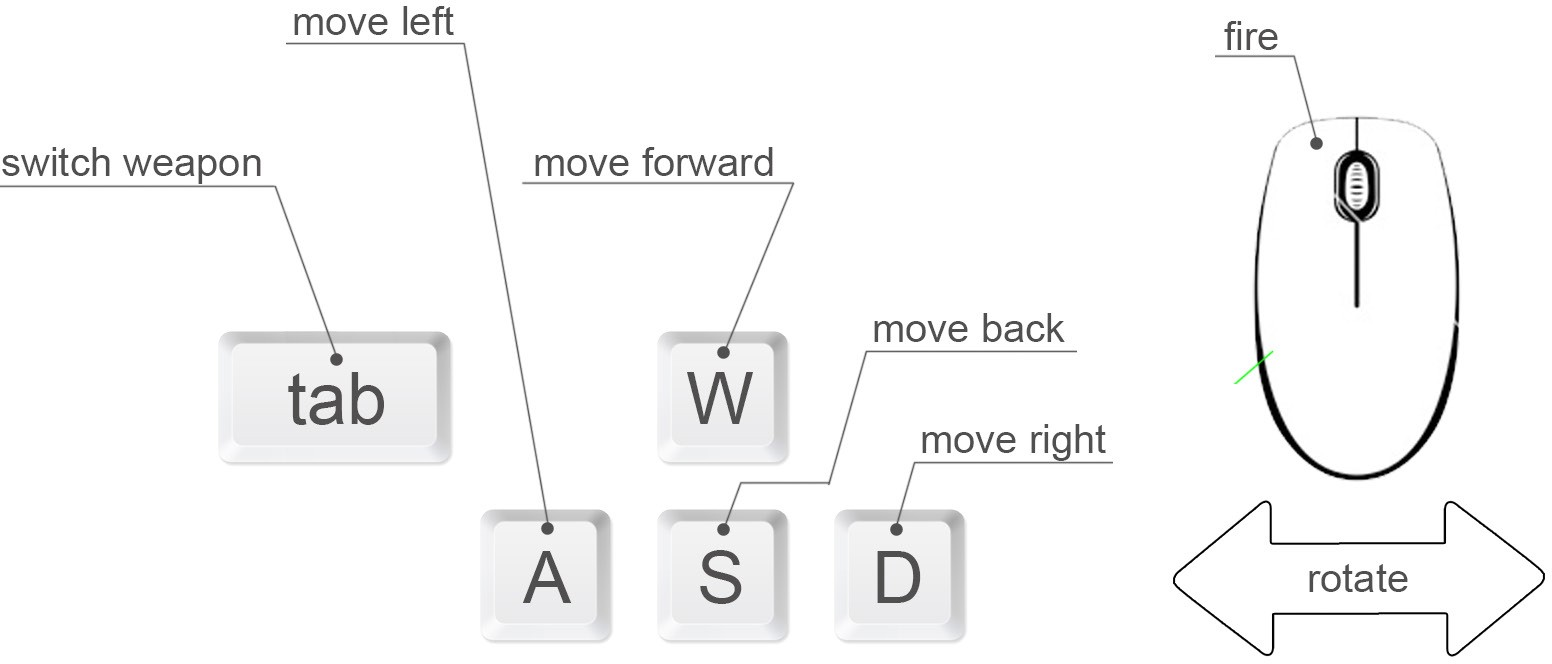 move left
fire
switch weapon
move forward
move back
tab
W
move right
A
S
D
rotate